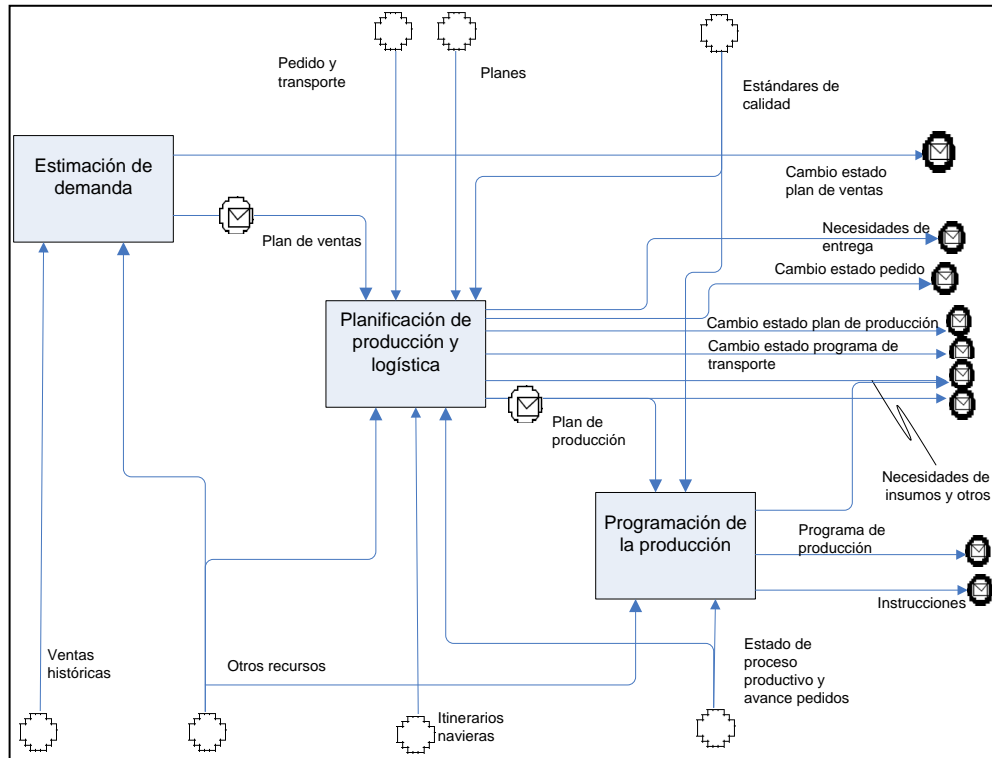 Pedido y
transporte
Planes
Estándares de
calidad
Estimación de
demanda
Cambio estado
plan de ventas
Plan de ventas
Necesidades de
entrega
Cambio estado pedido
Planificación de
producción y
logística
Cambio estado plan de producción
Cambio estado programa de
transporte
Plan de
producción
Necesidades de
insumos y otros
Programación de
la producción
Programa de
producción
Instrucciones
Ventas
históricas
Otros recursos
Estado de
proceso
productivo y
avance pedidos
Itinerarios
navieras